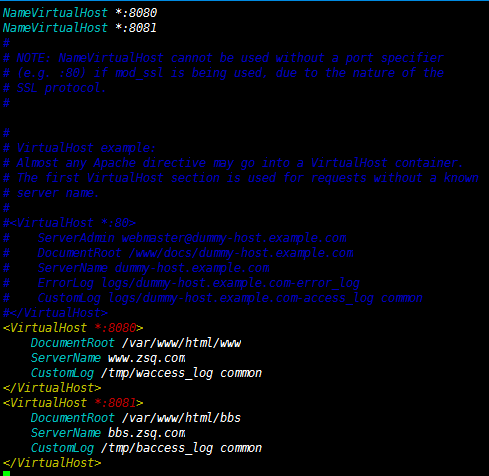 NameVirtualHost *:8080
NameVirtualHost *:8081
#
# NOTE: NameVirtualHost cannot be used without a port specifier
# (e.g. :80) if mod_ssl is being used, due to the nature of the
# SSL protocol.
#
#
# VirtualHost example:
# Almost any Apache directive may go into a VirtualHost container.
# The first VirtualHost section is used for requests without a known
# server name.
#
#<VirtualHost *:80>
#    ServerAdmin webmaster@dummy-host.example.com
#    DocumentRoot /www/docs/dummy-host.example.com
#    ServerName dummy-host.example.com
#    ErrorLog logs/dummy-host.example.com-error_log
#    CustomLog logs/dummy-host.example.com-access_log common
#</VirtualHost>
<VirtualHost *:8080>
    DocumentRoot /var/www/html/www
    ServerName www.zsq.com
    CustomLog /tmp/waccess_log common
</VirtualHost>
<VirtualHost *:8081>
    DocumentRoot /var/www/html/bbs
    ServerName bbs.zsq.com
    CustomLog /tmp/baccess_log common
</VirtualHost>